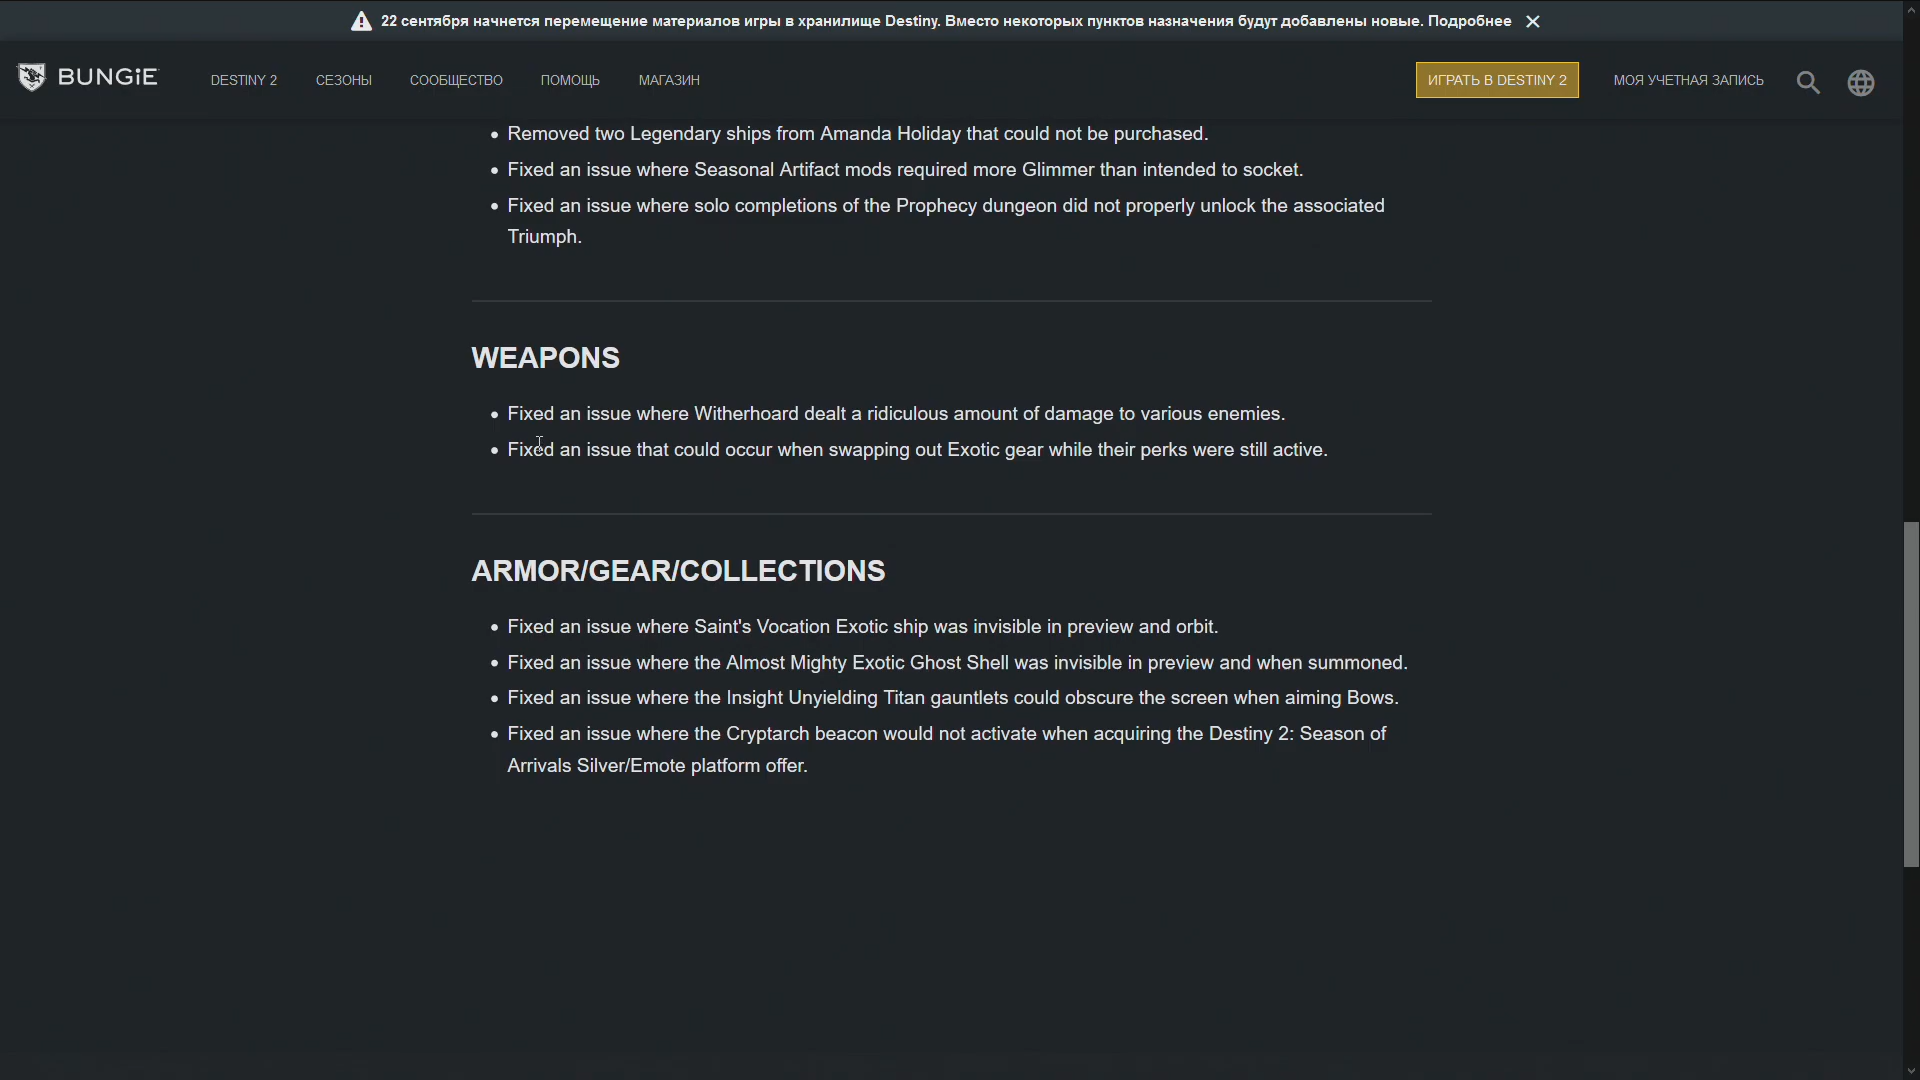 22 сентября начнется перемещение материалов игры в хранилище Destiny. Вместо некоторых пунктов назначения будут добавлены новые. Подробнее
BUNGiE
DESTINY 2
СЕЗОНЫ
СООБЩЕСТВО
ПОМОЩЬ
МАГАЗИН
ИГРАТЬ В DESTINY 2
МОЯ УЧЕТНАЯ ЗАПИСЬ
Removed two Legendary ships from Amanda Holiday that could not be purchased.
Fixed an issue where Seasonal Artifact mods required more Glimmer than intended to socket.
Fixed an issue where solo completions of the Prophecy dungeon did not properly unlock the associated
Triumph.
WEAPONS
Fixed an issue where Witherhoard dealt a ridiculous amount of damage to various enemies.
Fixed an issue that could occur when swapping out Exotic gear while their perks were still active.
ARMOR/GEAR/COLLECTIONS
Fixed an issue where Saint's Vocation Exotic ship was invisible in preview and orbit.
Fixed an issue where the Almost Mighty Exotic Ghost Shell was invisible in preview and when summoned.
Fixed an issue where the Insight Unyielding Titan gauntlets could obscure the screen when aiming Bows.
Fixed an issue where the Cryptarch beacon would not activate when acquiring the Destiny 2: Season of
Arrivals Silver/Emote platform offer.